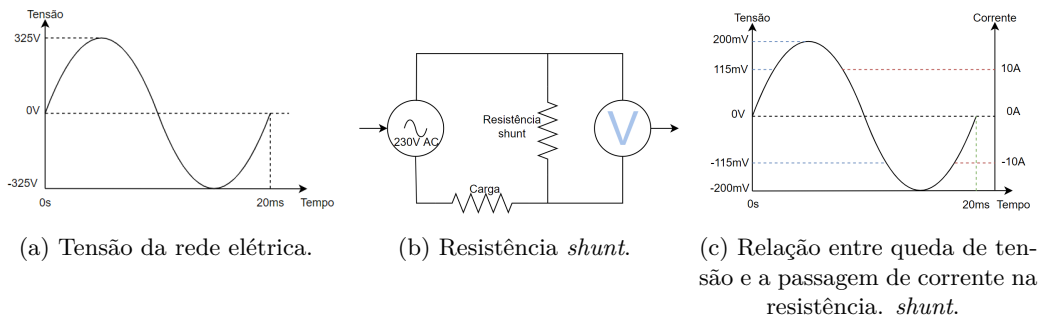 Tensão
325V
0V
-325V
0s
20ms
Tempo
(a) Tensão da rede elétrica.
230V AC
Resistência
shunt
V
Carga
(b) Resistência shunt.
Tensão
Corrente
200mV
115mV
10A
0V
0A
-115mV
-10A
-200mV
0s
20ms
Tempo
(c) Relação entre queda de ten-
são e a passagem de corrente na
resistência. shunt.